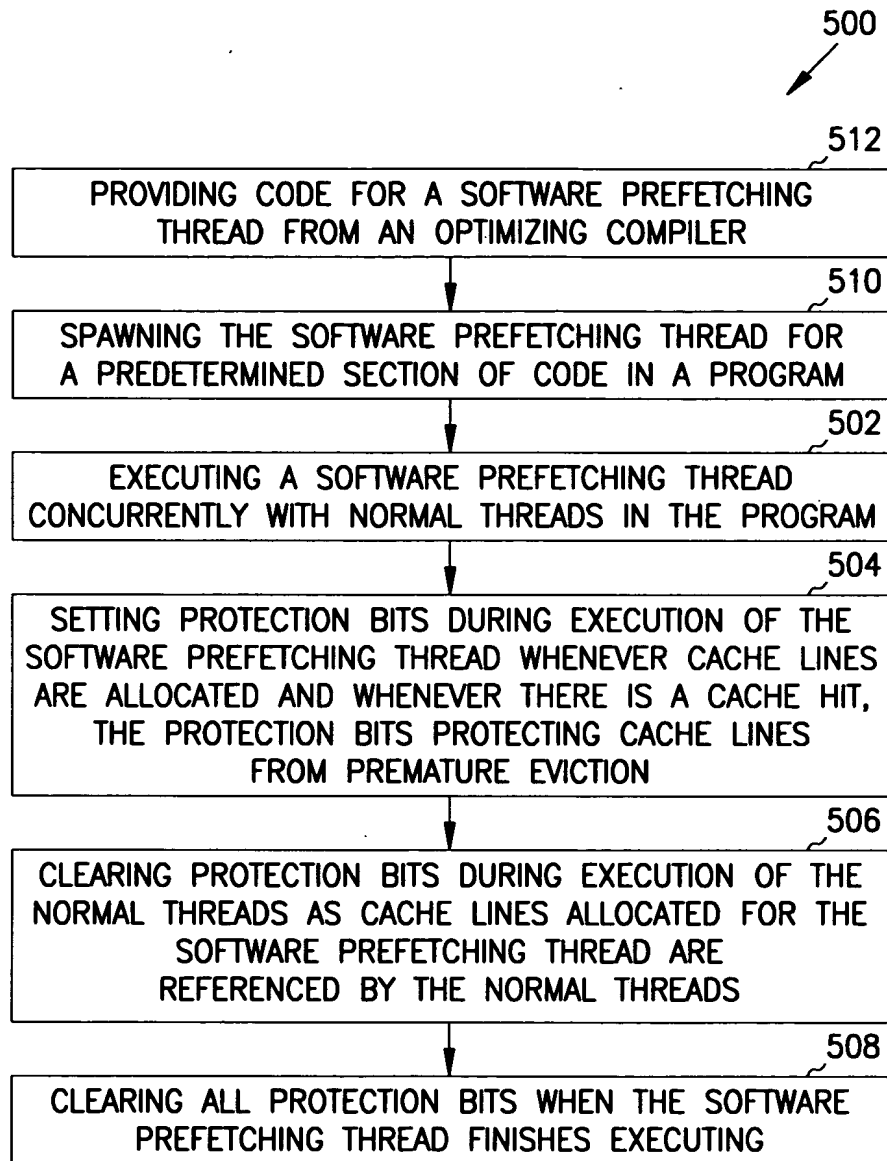 500
512
PROVIDING CODE FOR A SOFTWARE PREFETCHING
THREAD FROM AN OPTIMIZING COMPILER
510
SPAWNING THE SOFTWARE PREFETCHING THREAD FOR
A PREDETERMINED SECTION OF CODE IN A PROGRAM
502
EXECUTING A SOFTWARE PREFETCHING THREAD
CONCURRENTLY WITH NORMAL THREADS IN THE PROGRAM
504
SETTING PROTECTION BITS DURING EXECUTION OF THE
SOFTWARE PREFETCHING THREAD WHENEVER CACHE LINES
ARE ALLOCATED AND WHENEVER THERE IS A CACHE HIT,
THE PROTECTION BITS PROTECTING CACHE LINES
FROM PREMATURE EVICTION
506
CLEARING PROTECTION BITS DURING EXECUTION OF THE
NORMAL THREADS AS CACHE LINES ALLOCATED FOR THE
SOFTWARE PREFETCHING THREAD ARE
REFERENCED BY THE NORMAL THREADS
508
CLEARING ALL PROTECTION BITS WHEN THE SOFTWARE
PREFETCHING THREAD FINISHES EXECUTING